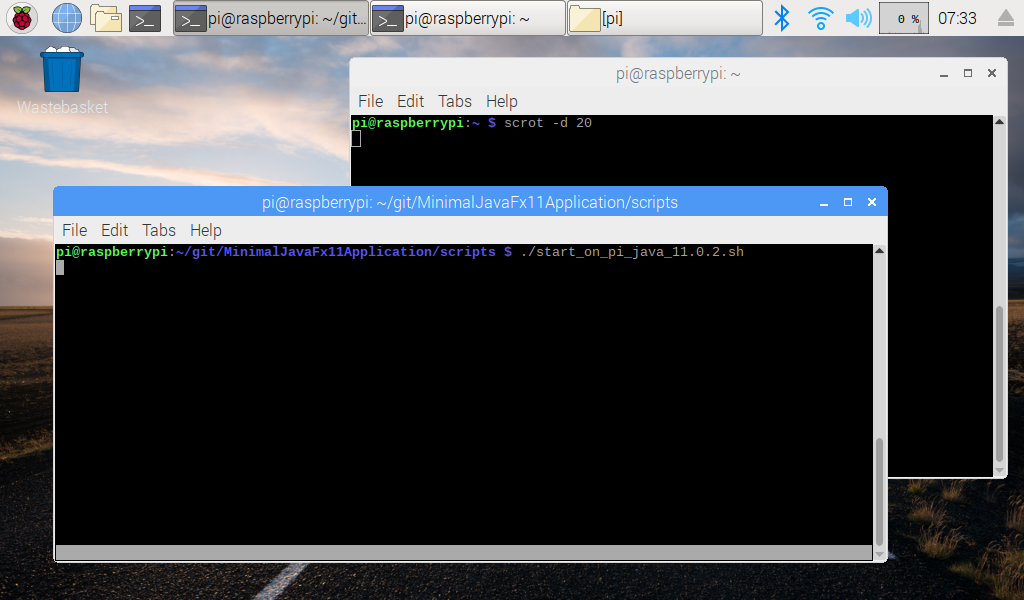 pi@raspberrypi: ~/git...
pi@raspberrypi: ~
[pi]
0 %
07:33
Wastebasket
pi@raspberrypi: ~
File Edit Tabs Help
pi@raspberrypi:~ $ scrot -d 20
pi@raspberrypi: ~/git/MinimalJavaFx11Application/scripts
File Edit Tabs Help
pi@raspberrypi:~/git/MinimalJavaFx11Application/scripts $ ./start_on_pi_java_11.0.2.sh